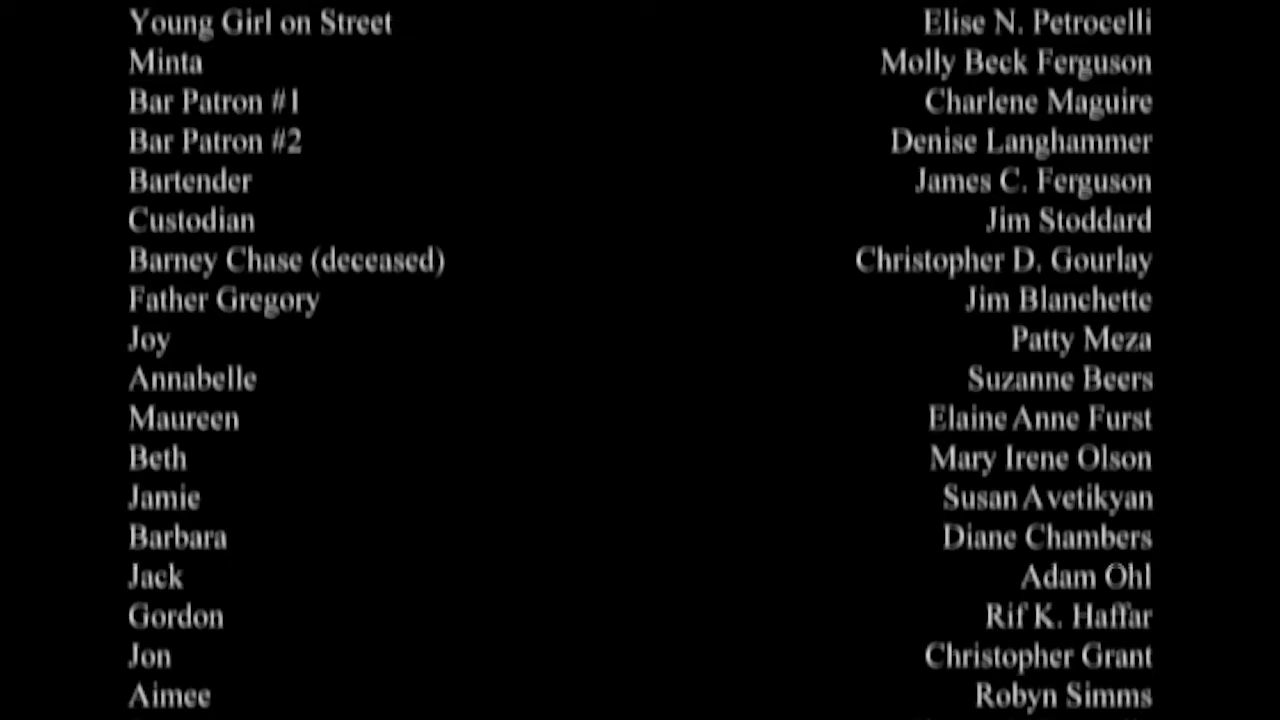 Young Girl on Street Elise N. Petrocelli
Minta Molly Beck Ferguson
Bar Patron #1 Charlene Maguire
Bar Patron #2 Denise Langhammer
Bartender James C. Ferguson
Custodian Jim Stoddard
Barney Chase (deceased) Christopher D. Gourlay
Father Gregory Jim Blanchette
Joy Patty Meza
Annabelle Suzanne Beers
Maureen Elaine Anne Furst
Beth Mary Irene Olson
Jamie Susan Avetikyan
Barbara Diane Chambers
Jack Adam Ohl
Gordon Rif K. Haffar
Jon Christopher Grant
Aimee Robyn Simms